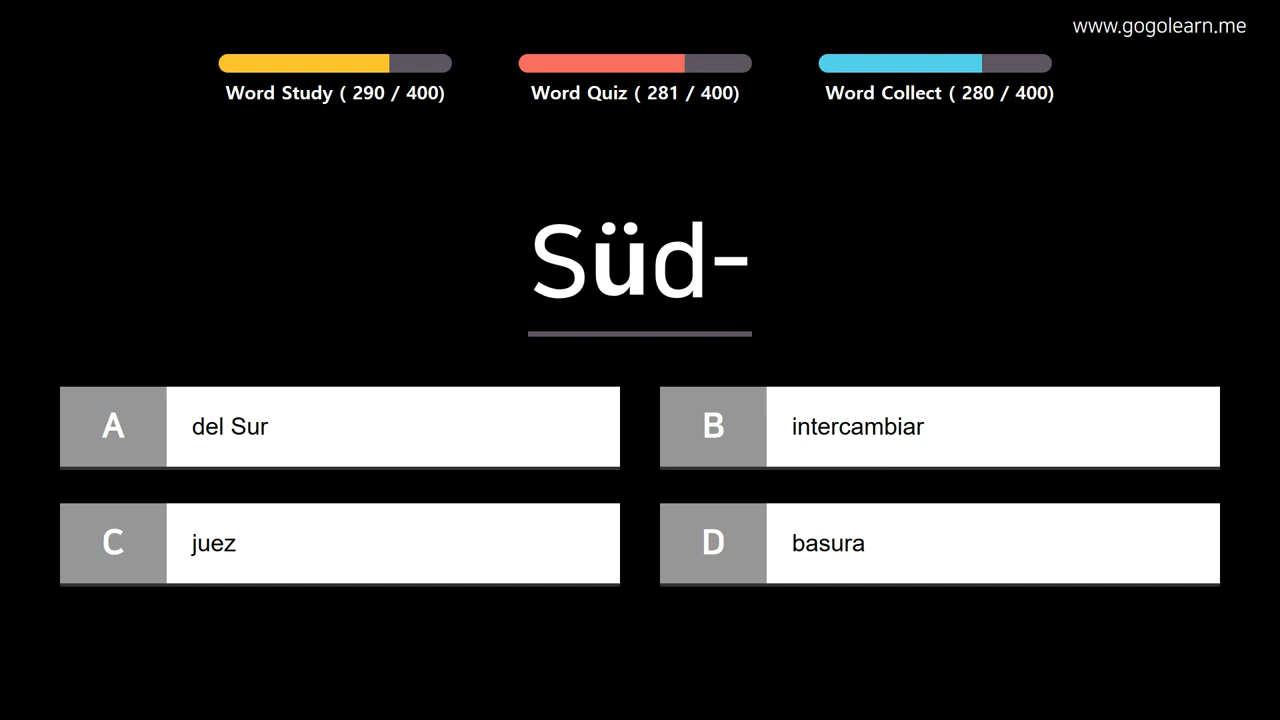 www.gogolearn.me
Word Study ( 290 / 400)
Word Quiz ( 281 / 400)
Word Collect ( 280 / 400)
Süd-
A del Sur
B intercambiar
C juez
D basura